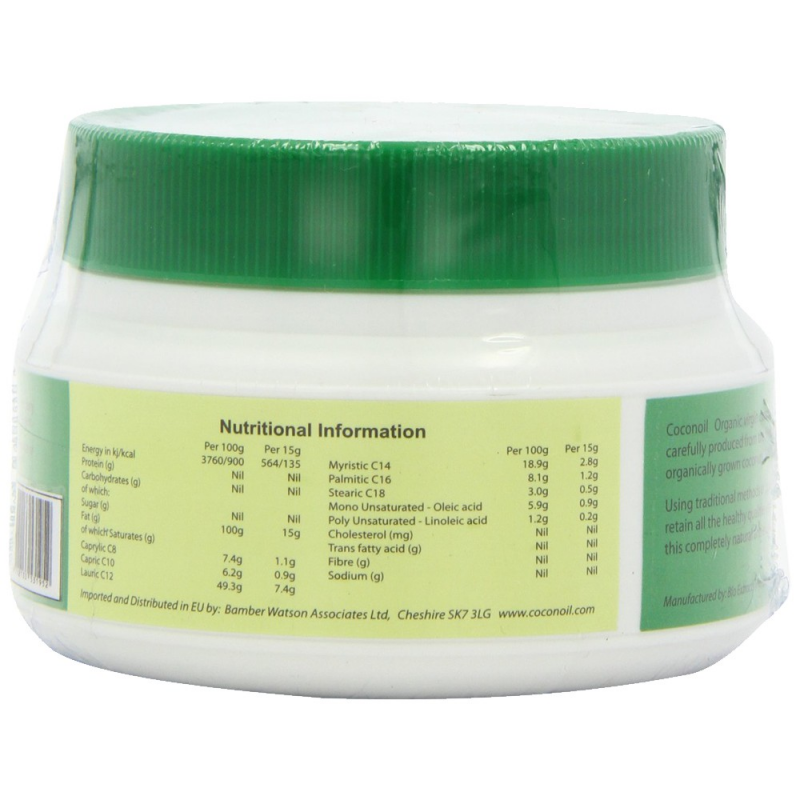 Nutritional Information
Per 100g Per 15g
Energy in kj/kcal 3760/900 564/135
Protein (g) Nil Nil
Carbohydrates (g) Nil Nil
of which:
Sugar (g) Nil Nil
Fat (g) 100g 15g
of which Saturates (g)
Caprylic C8 7.4g 1.1g
Capric C10 6.2g 0.9g
Lauric C12 49.3g 7.4g
Per 100g Per 15g
Myristic C14 18.9g 2.8g
Palmitic C16 8.1g 1.2g
Stearic C18 3.0g 0.5g
Mono Unsaturated - Oleic acid 5.9g 0.9g
Poly Unsaturated - Linoleic acid 1.2g 0.2g
Cholesterol (mg) Nil Nil
Trans fatty acid (g) Nil Nil
Fibre (g) Nil Nil
Sodium (g) Nil Nil
Imported and Distributed in EU by: Bamber Watson Associates Ltd, Cheshire SK7 3LG www.coconoil.com
Coconoil Organic
carefully produced
organically grown
Using traditional
retain all the healthy
this completely
Manufactured by: